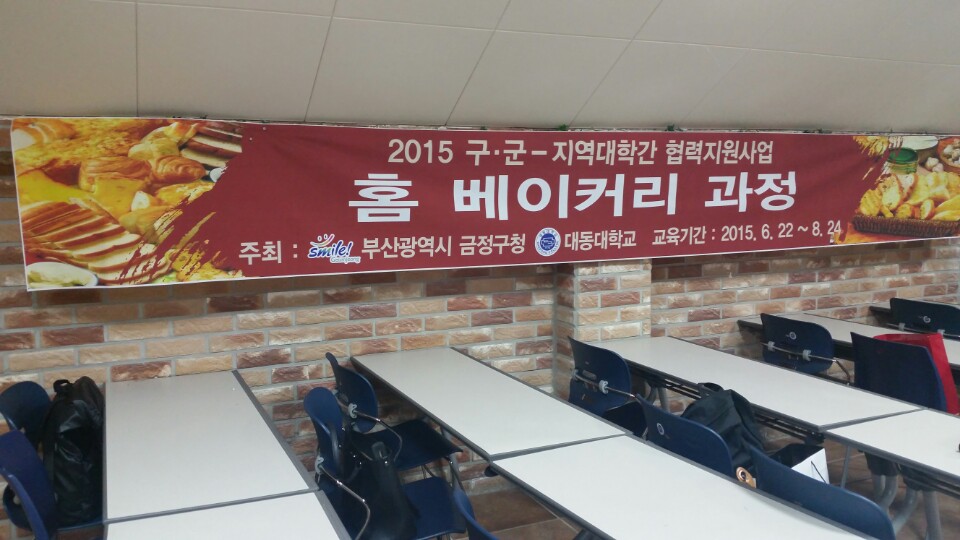 2015 구·군-지역대학간 협력지원사업
홈 베이커리 과정
주최 : smile! 부산광역시 금정구청 대동대학교 교육기간 : 2015. 6. 22 ~ 8. 24